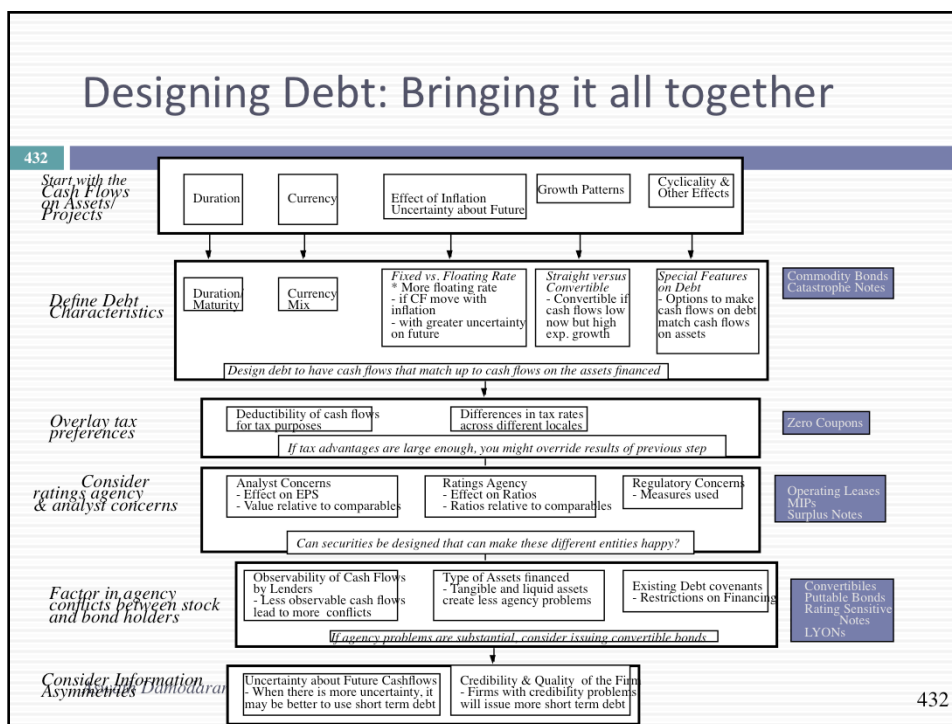 Designing Debt: Bringing it all together
432
Start with the
Cash Flows
on Assets/
Projects
Duration
Currency
Effect of Inflation
Uncertainty about Future
Growth Patterns
Cyclicality &
Other Effects
Define Debt
Characteristics
Duration/
Maturity
Currency
Mix
Fixed vs. Floating Rate
* More floating rate
- if CF move with
inflation
- with greater uncertainty
on future
Straight versus
Convertible
- Convertible if
cash flows low
now but high
exp. growth
Special Features
on Debt
- Options to make
cash flows on debt
match cash flows
on assets
Commodity Bonds
Catastrophe Notes
Design debt to have cash flows that match up to cash flows on the assets financed
Overlay tax
preferences
Deductibility of cash flows
for tax purposes
Differences in tax rates
across different locales
Zero Coupons
If tax advantages are large enough, you might override results of previous step
Consider
ratings agency
& analyst concerns
Analyst Concerns
- Effect on EPS
- Value relative to comparables
Ratings Agency
- Effect on Ratios
- Ratios relative to comparables
Regulatory Concerns
- Measures used
Operating Leases
MIPs
Surplus Notes
Can securities be designed that can make these different entities happy?
Factor in agency
conflicts between stock
and bond holders
Observability of Cash Flows
by Lenders
- Less observable cash flows
lead to more conflicts
Type of Assets financed
- Tangible and liquid assets
create less agency problems
Existing Debt covenants
- Restrictions on Financing
Convertibiles
Puttable Bonds
Rating Sensitive
Notes
LYONs
If agency problems are substantial, consider issuing convertible bonds
Consider Information
Asymmetries
Aswath Damodaran
Uncertainty about Future Cashflows
- When there is more uncertainty, it
may be better to use short term debt
Credibility & Quality of the Firm
- Firms with credibility problems
will issue more short term debt
432